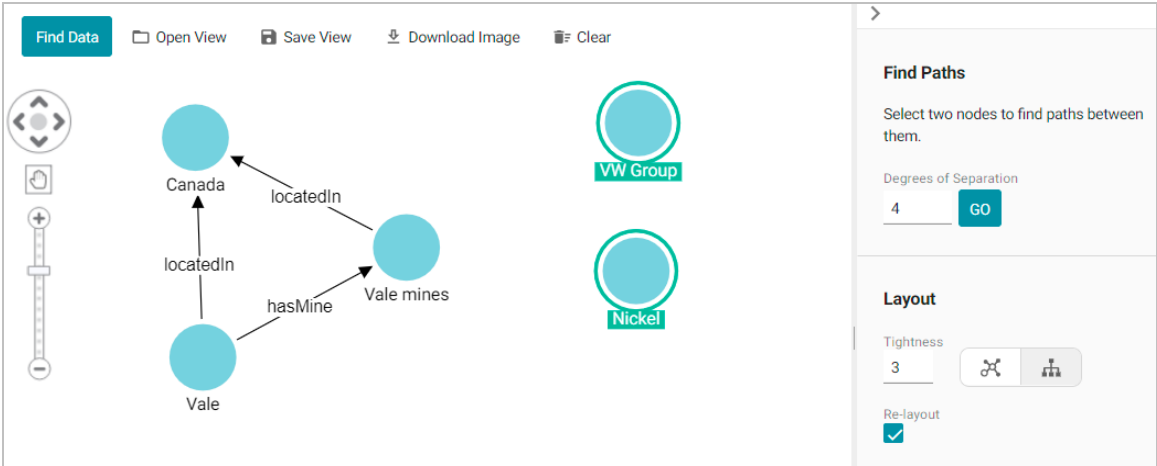 Find Data
Open View
Save View
Download Image
Clear
Canada
locatedIn
locatedIn
Vale mines
hasMine
Vale
VW Group
Nickel
Find Paths
Select two nodes to find paths between
them.
Degrees of Separation
4
GO
Layout
Tightness
3
Re-layout